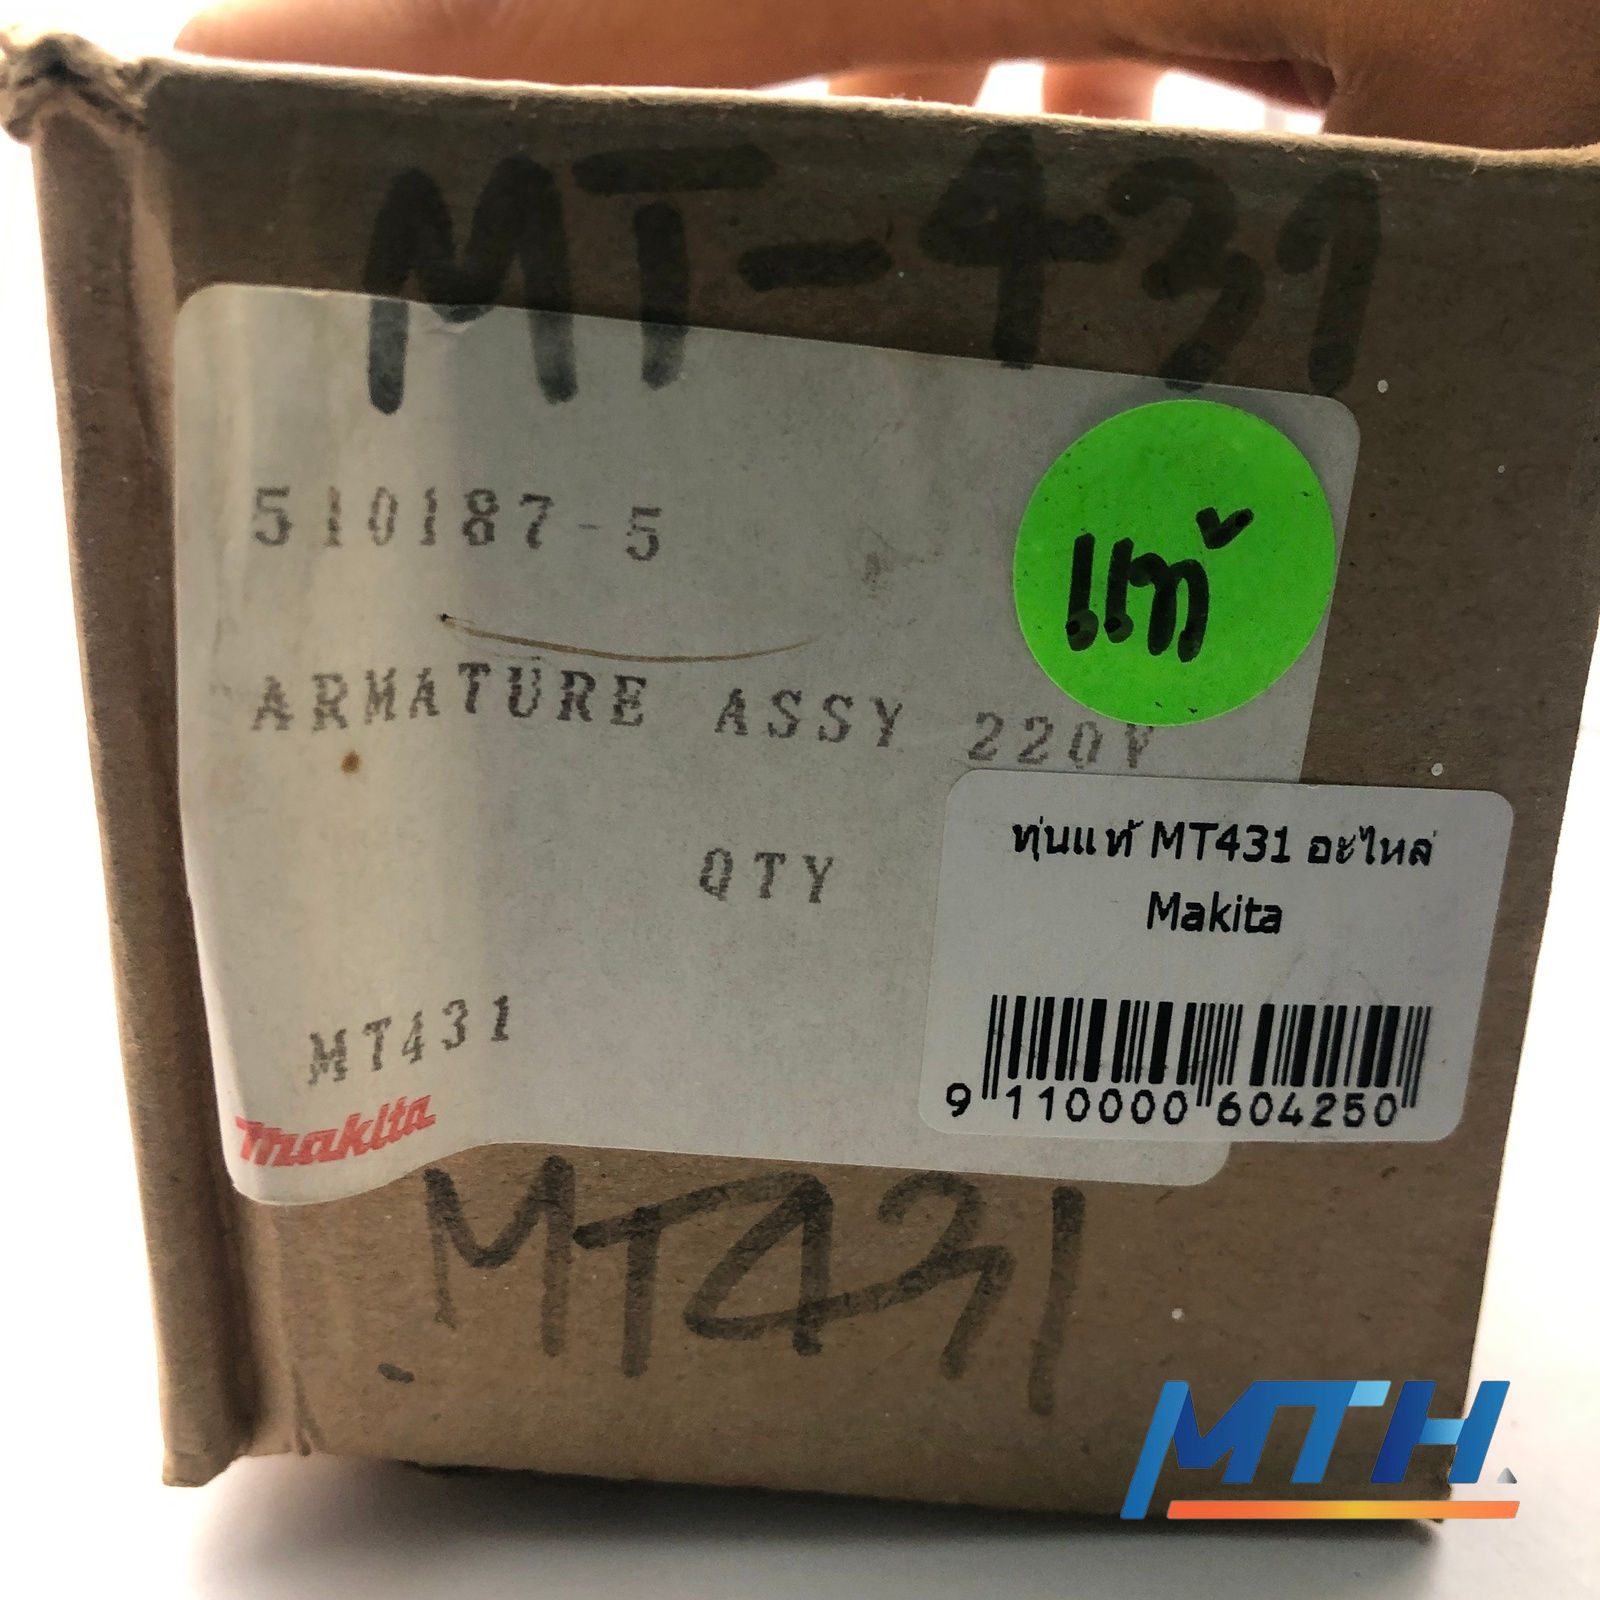 MT-431
510187-5
แท้
ARMATURE ASSY 220V
QTY
ทุ่นแท้ MT431 อะไหล่
Makita
9 110000 604250
MT431
makita
MT431
MTH